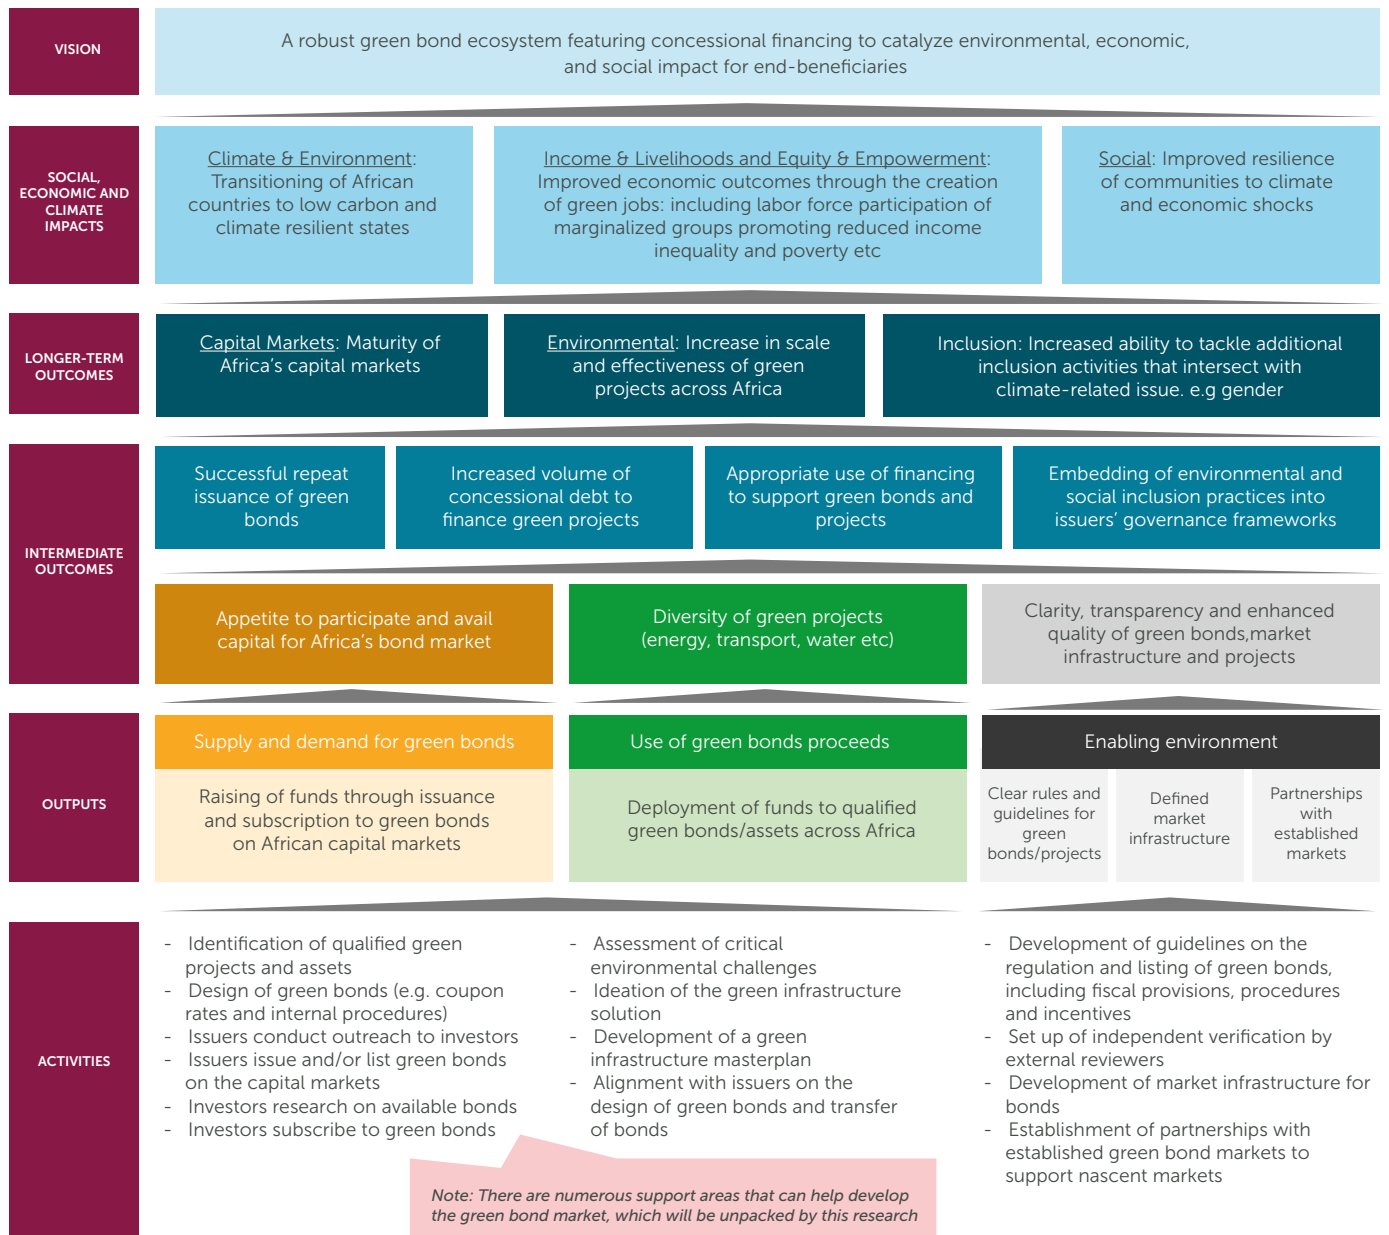 VISION
A robust green bond ecosystem featuring concessional financing to catalyze environmental, economic,
and social impact for end-beneficiaries
SOCIAL,
ECONOMIC AND
CLIMATE
IMPACTS
Climate & Environment:
Transitioning of African
countries to low carbon and
climate resilient states
Income & Livelihoods and Equity & Empowerment:
Improved economic outcomes through the creation
of green jobs: including labor force participation of
marginalized groups promoting reduced income
inequality and poverty etc
Social: Improved resilience
of communities to climate
and economic shocks
LONGER-TERM
OUTCOMES
Capital Markets: Maturity of
Africa's capital markets
Environmental: Increase in scale
and effectiveness of green
projects across Africa
Inclusion: Increased ability to tackle additional
inclusion activities that intersect with
climate-related issue. e.g gender
INTERMEDIATE
OUTCOMES
Successful repeat
issuance of green
bonds
Increased volume of
concessional debt to
finance green projects
Appropriate use of financing
to support green bonds and
projects
Embedding of environmental and
social inclusion practices into
issuers' governance frameworks
Appetite to participate and avail
capital for Africa's bond market
Diversity of green projects
(energy, transport, water etc)
Clarity, transparency and enhanced
quality of green bonds,market
infrastructure and projects
OUTPUTS
Supply and demand for green bonds
Raising of funds through issuance
and subscription to green bonds
on African capital markets
Use of green bonds proceeds
Deployment of funds to qualified
green bonds/assets across Africa
Enabling environment
Clear rules and
guidelines for
green
bonds/projects
Defined
market
infrastructure
Partnerships
with
established
markets
ACTIVITIES
- Identification of qualified green
projects and assets
- Design of green bonds (e.g. coupon
rates and internal procedures)
- Issuers conduct outreach to investors
- Issuers issue and/or list green bonds
on the capital markets
- Investors research on available bonds
- Investors subscribe to green bonds
- Assessment of critical
environmental challenges
- Ideation of the green infrastructure
solution
- Development of a green
infrastructure masterplan
- Alignment with issuers on the
design of green bonds and transfer
of bonds
- Development of guidelines on the
regulation and listing of green bonds,
including fiscal provisions, procedures
and incentives
- Set up of independent verification by
external reviewers
- Development of market infrastructure for
bonds
- Establishment of partnerships with
established green bond markets to
support nascent markets
Note: There are numerous support areas that can help develop
the green bond market, which will be unpacked by this research